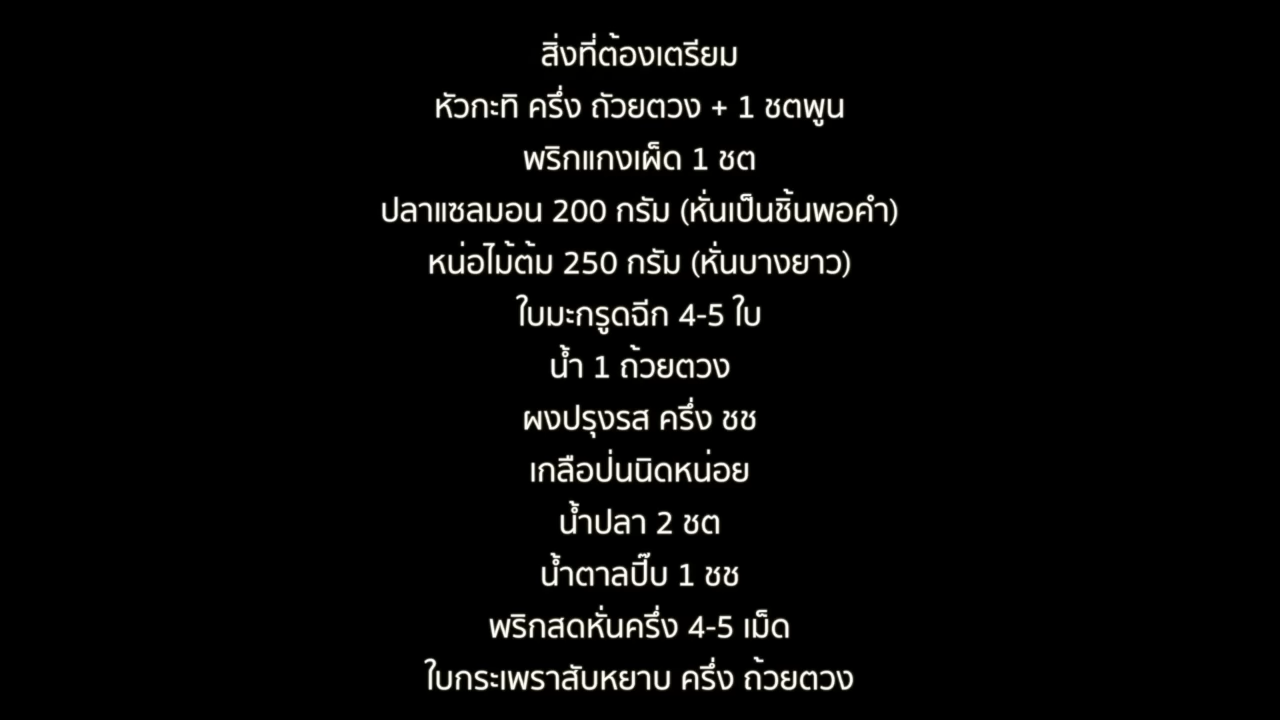 สิ่งที่ต้องเตรียม
หัวกะทิ ครึ่ง ถัวยตวง + 1 ชตพูน
พริกแกงเผ็ด 1 ชต
ปลาแซลมอน 200 กรัม (หั่นเป็นชิ้นพอคำ)
หน่อไม้ต้ม 250 กรัม (หั่นบางยาว)
ใบมะกรูดฉีก 4-5 ใบ
น้ำ 1 ถ้วยตวง
ผงปรุงรส ครึ่ง ชช
เกลือป่นนิดหน่อย
น้ำปลา 2 ชต
น้ำตาลปี๊บ 1 ชช
พริกสดหั่นครึ่ง 4-5 เม็ด
ใบกระเพราสับหยาบ ครึ่ง ถ้วยตวง